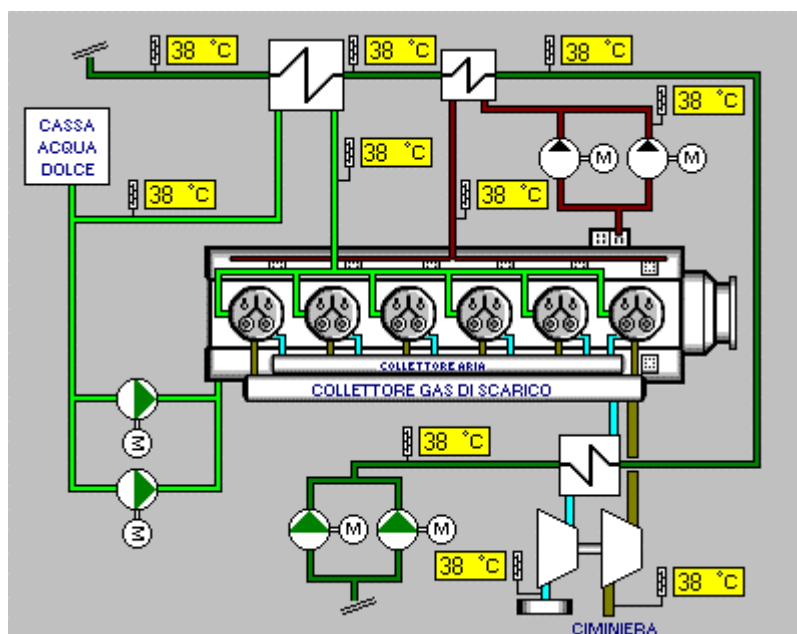 38 °C
38 °C
38 °C
38 °C
CASSA
ACQUA
DOLCE
38 °C
38 °C
38 °C
M
M
COLLETTORE ARIA
COLLETTORE GAS DI SCARICO
M
38 °C
M
M
M
38 °C
38 °C
CIMINIERA